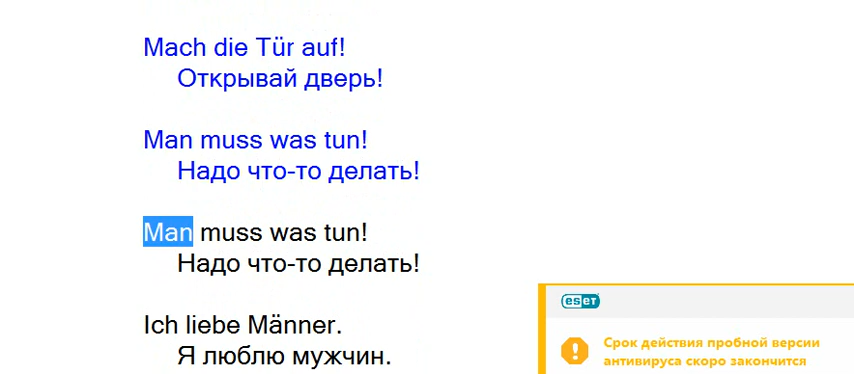 Mach die Tür auf!
Открывай дверь!
Man muss was tun!
Надо что-то делать!
Man muss was tun!
Надо что-то делать!
Ich liebe Männer.
Я люблю мужчин.
eset
Срок действия пробной версии
антивируса скоро закончится